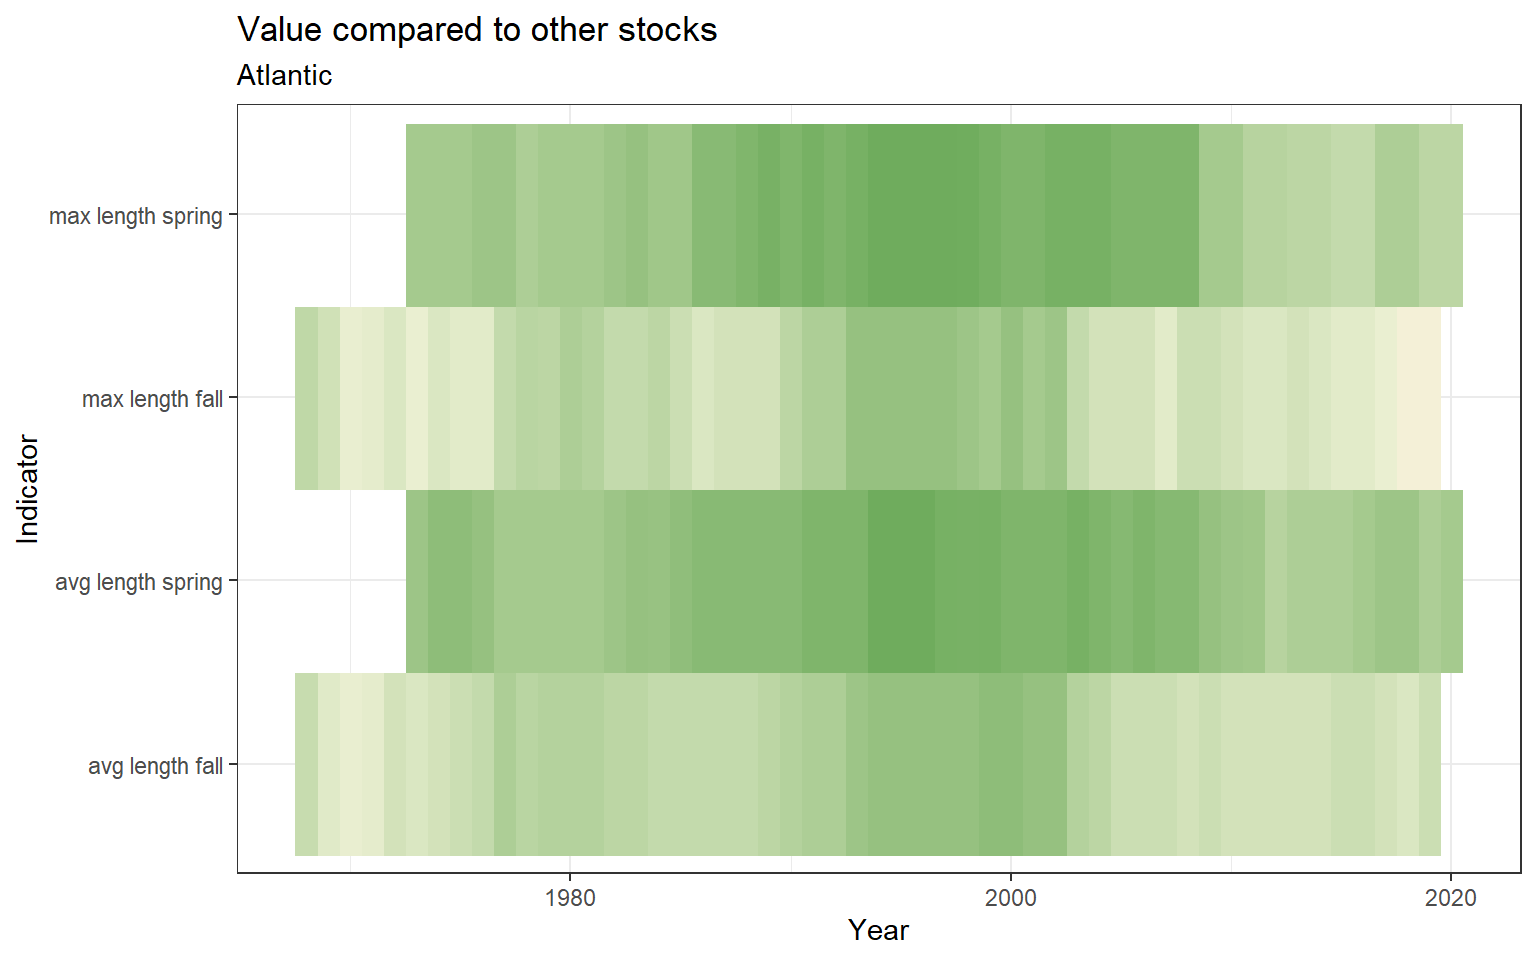 Value compared to other stocks
Atlantic
max length spring
max length fall
avg length spring
avg length fall
Indicator
1980
2000
2020
Year